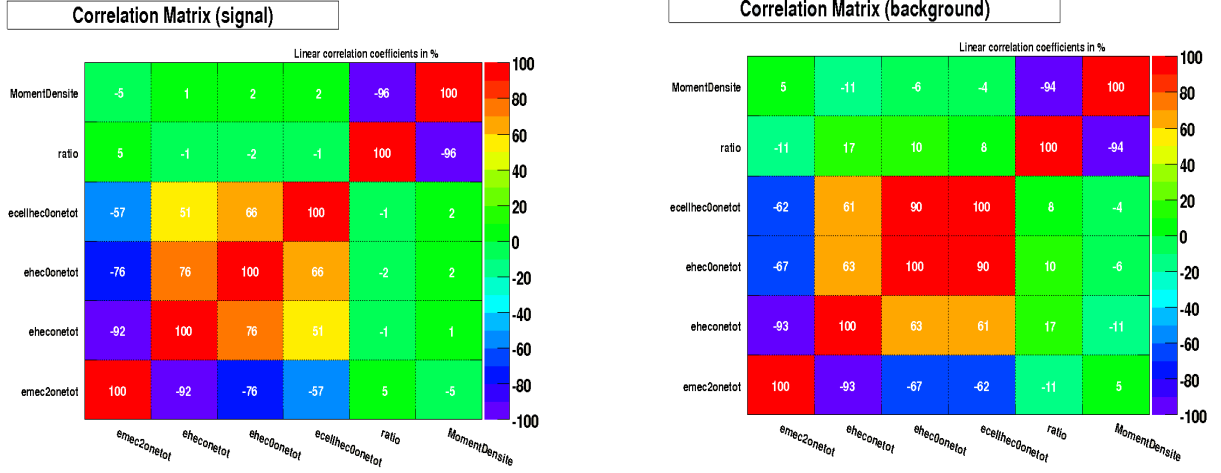 Correlation Matrix (signal)
Linear correlation coefficients in %
MomentDensite -5 1 2 2 -96 100
ratio 5 -1 -2 -1 100 -96
ecellhec0onetot -57 51 66 100 -1 2
ehec0onetot -76 76 100 66 -2 2
eheconetot -92 100 76 51 -1 1
emec2onetot 100 -92 -76 -57 5 -5
emec2onetot eheconetot ehec0onetot ecellhec0onetot ratio MomentDensite
100
80
60
40
20
0
-20
-40
-60
-80
-100
Correlation Matrix (background)
Linear correlation coefficients in %
MomentDensite 5 -11 -6 -4 -94 100
ratio -11 17 10 8 100 -94
ecellhec0onetot -62 61 90 100 8 -4
ehec0onetot -67 63 100 90 10 -6
eheconetot -93 100 63 61 17 -11
emec2onetot 100 -93 -67 -62 -11 5
emec2onetot eheconetot ehec0onetot ecellhec0onetot ratio MomentDensite
100
80
60
40
20
0
-20
-40
-60
-80
-100